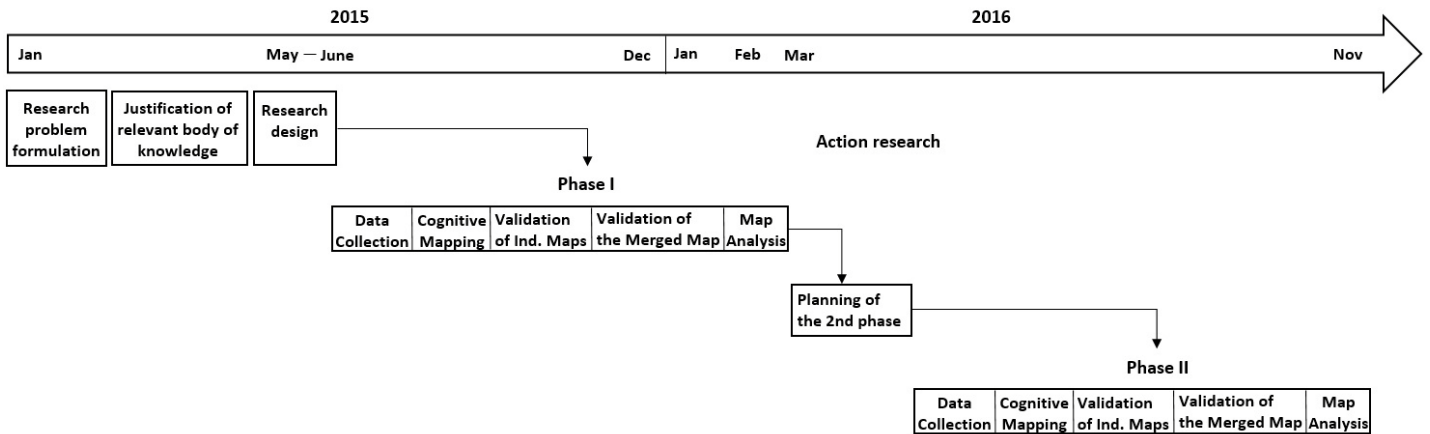 2015 2016
Jan May — June Dec Jan Feb Mar Nov
Research
problem
formulation
Justification of
relevant body of
knowledge
Research
design
Action research
Phase I
Data
Collection
Cognitive
Mapping
Validation
of Ind. Maps
Validation of
the Merged Map
Map
Analysis
Planning of
the 2nd phase
Phase II
Data
Collection
Cognitive
Mapping
Validation
of Ind. Maps
Validation of
the Merged Map
Map
Analysis